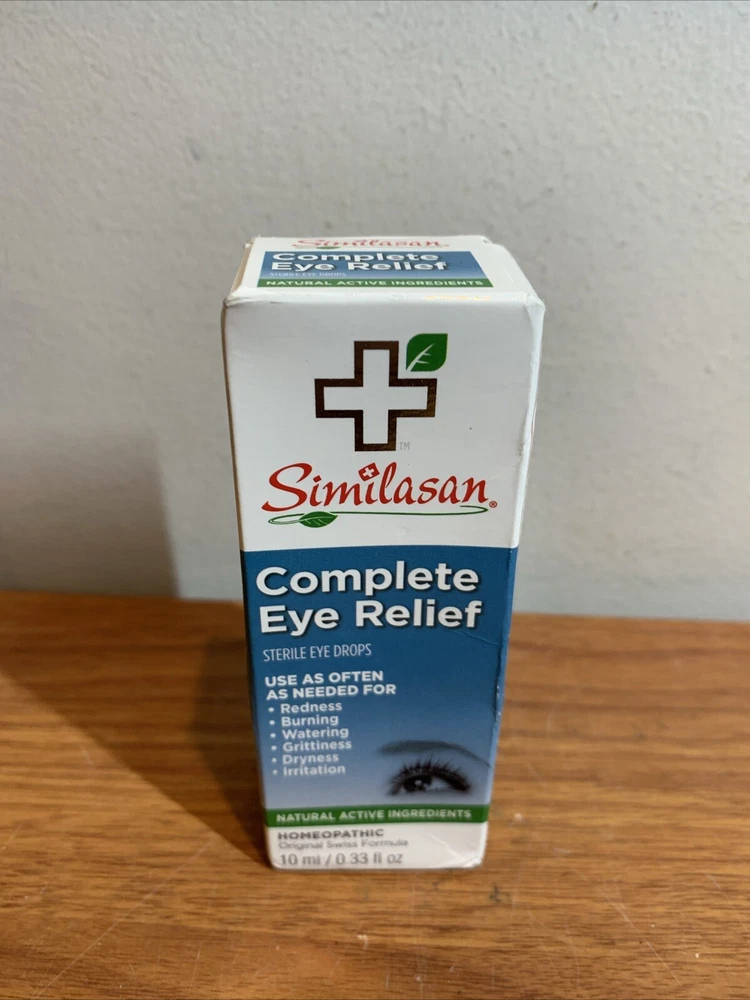 Similasan
Complete
Eye Relief
STERILE EYE DROPS
NATURAL ACTIVE INGREDIENTS
TM
Similasan®
Complete
Eye Relief
STERILE EYE DROPS
USE AS OFTEN
AS NEEDED FOR
• Redness
• Burning
• Watering
• Grittiness
• Dryness
• Irritation
NATURAL ACTIVE INGREDIENTS
HOMEOPATHIC
Original Swiss Formula
10 ml / 0.33 fl oz